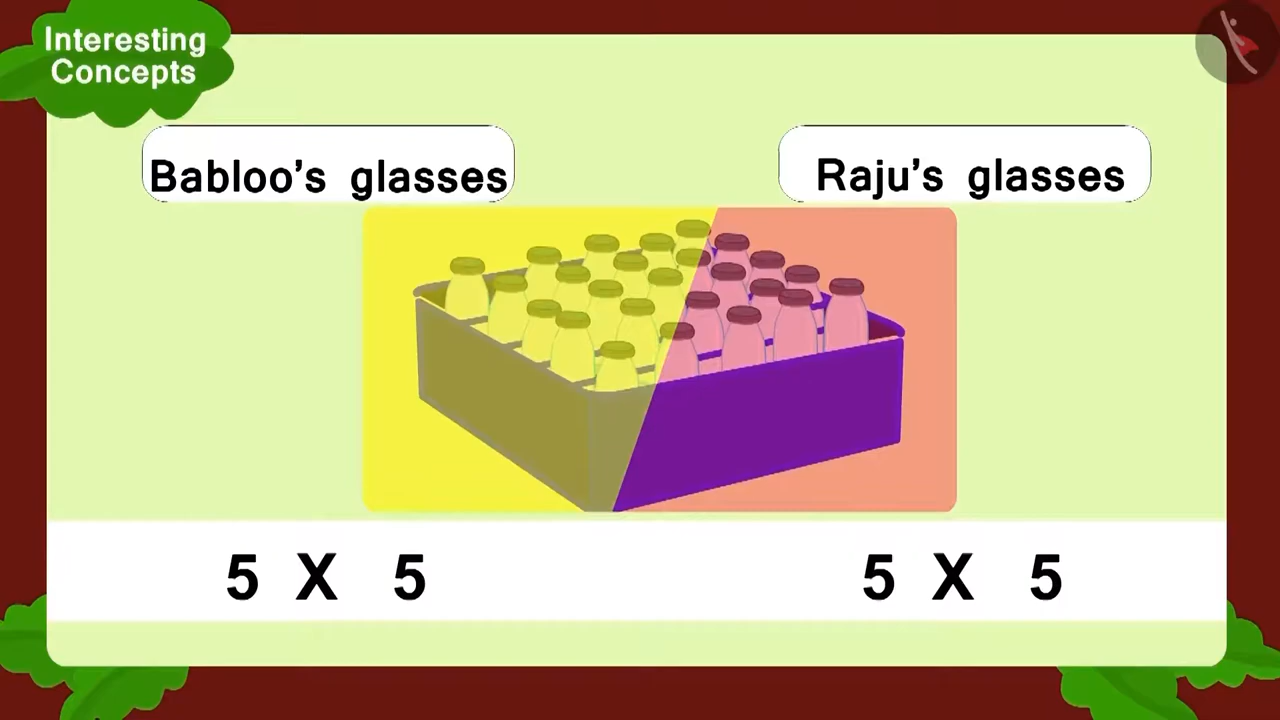 Interesting
Concepts
Babloo's glasses
Raju's glasses
5 X 5
5 X 5